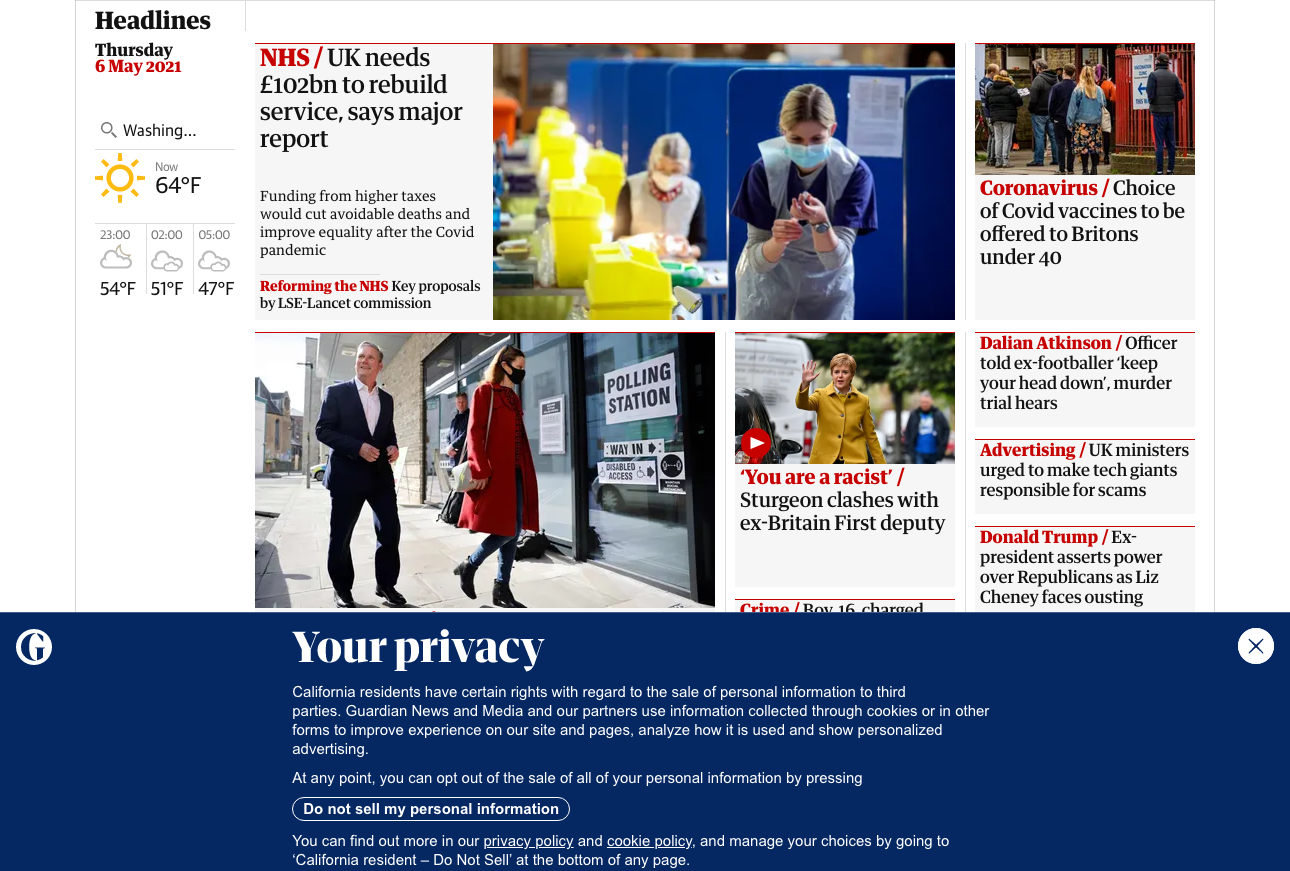 Headlines
Thursday
6 May 2021
Washing...
Now
64°F
23:00
02:00
05:00
54°F
51°F
47°F
NHS / UK needs
£102bn to rebuild
service, says major
report
Funding from higher taxes
would cut avoidable deaths and
improve equality after the Covid
pandemic
Reforming the NHS Key proposals
by LSE-Lancet commission
Coronavirus / Choice
of Covid vaccines to be
offered to Britons
under 40
POLLING
STATION
WAY IN
DISABLED
ACCESS
'You are a racist' /
Sturgeon clashes with
ex-Britain First deputy
Crime / Boy, 16, charged
Dalian Atkinson / Officer
told ex-footballer ‘keep
your head down’, murder
trial hears
Advertising / UK ministers
urged to make tech giants
responsible for scams
Donald Trump / Ex-
president asserts power
over Republicans as Liz
Cheney faces ousting
G
Your privacy
California residents have certain rights with regard to the sale of personal information to third
parties. Guardian News and Media and our partners use information collected through cookies or in other
forms to improve experience on our site and pages, analyze how it is used and show personalized
advertising.
At any point, you can opt out of the sale of all of your personal information by pressing
Do not sell my personal information
You can find out more in our privacy policy and cookie policy, and manage your choices by going to
‘California resident – Do Not Sell’ at the bottom of any page.